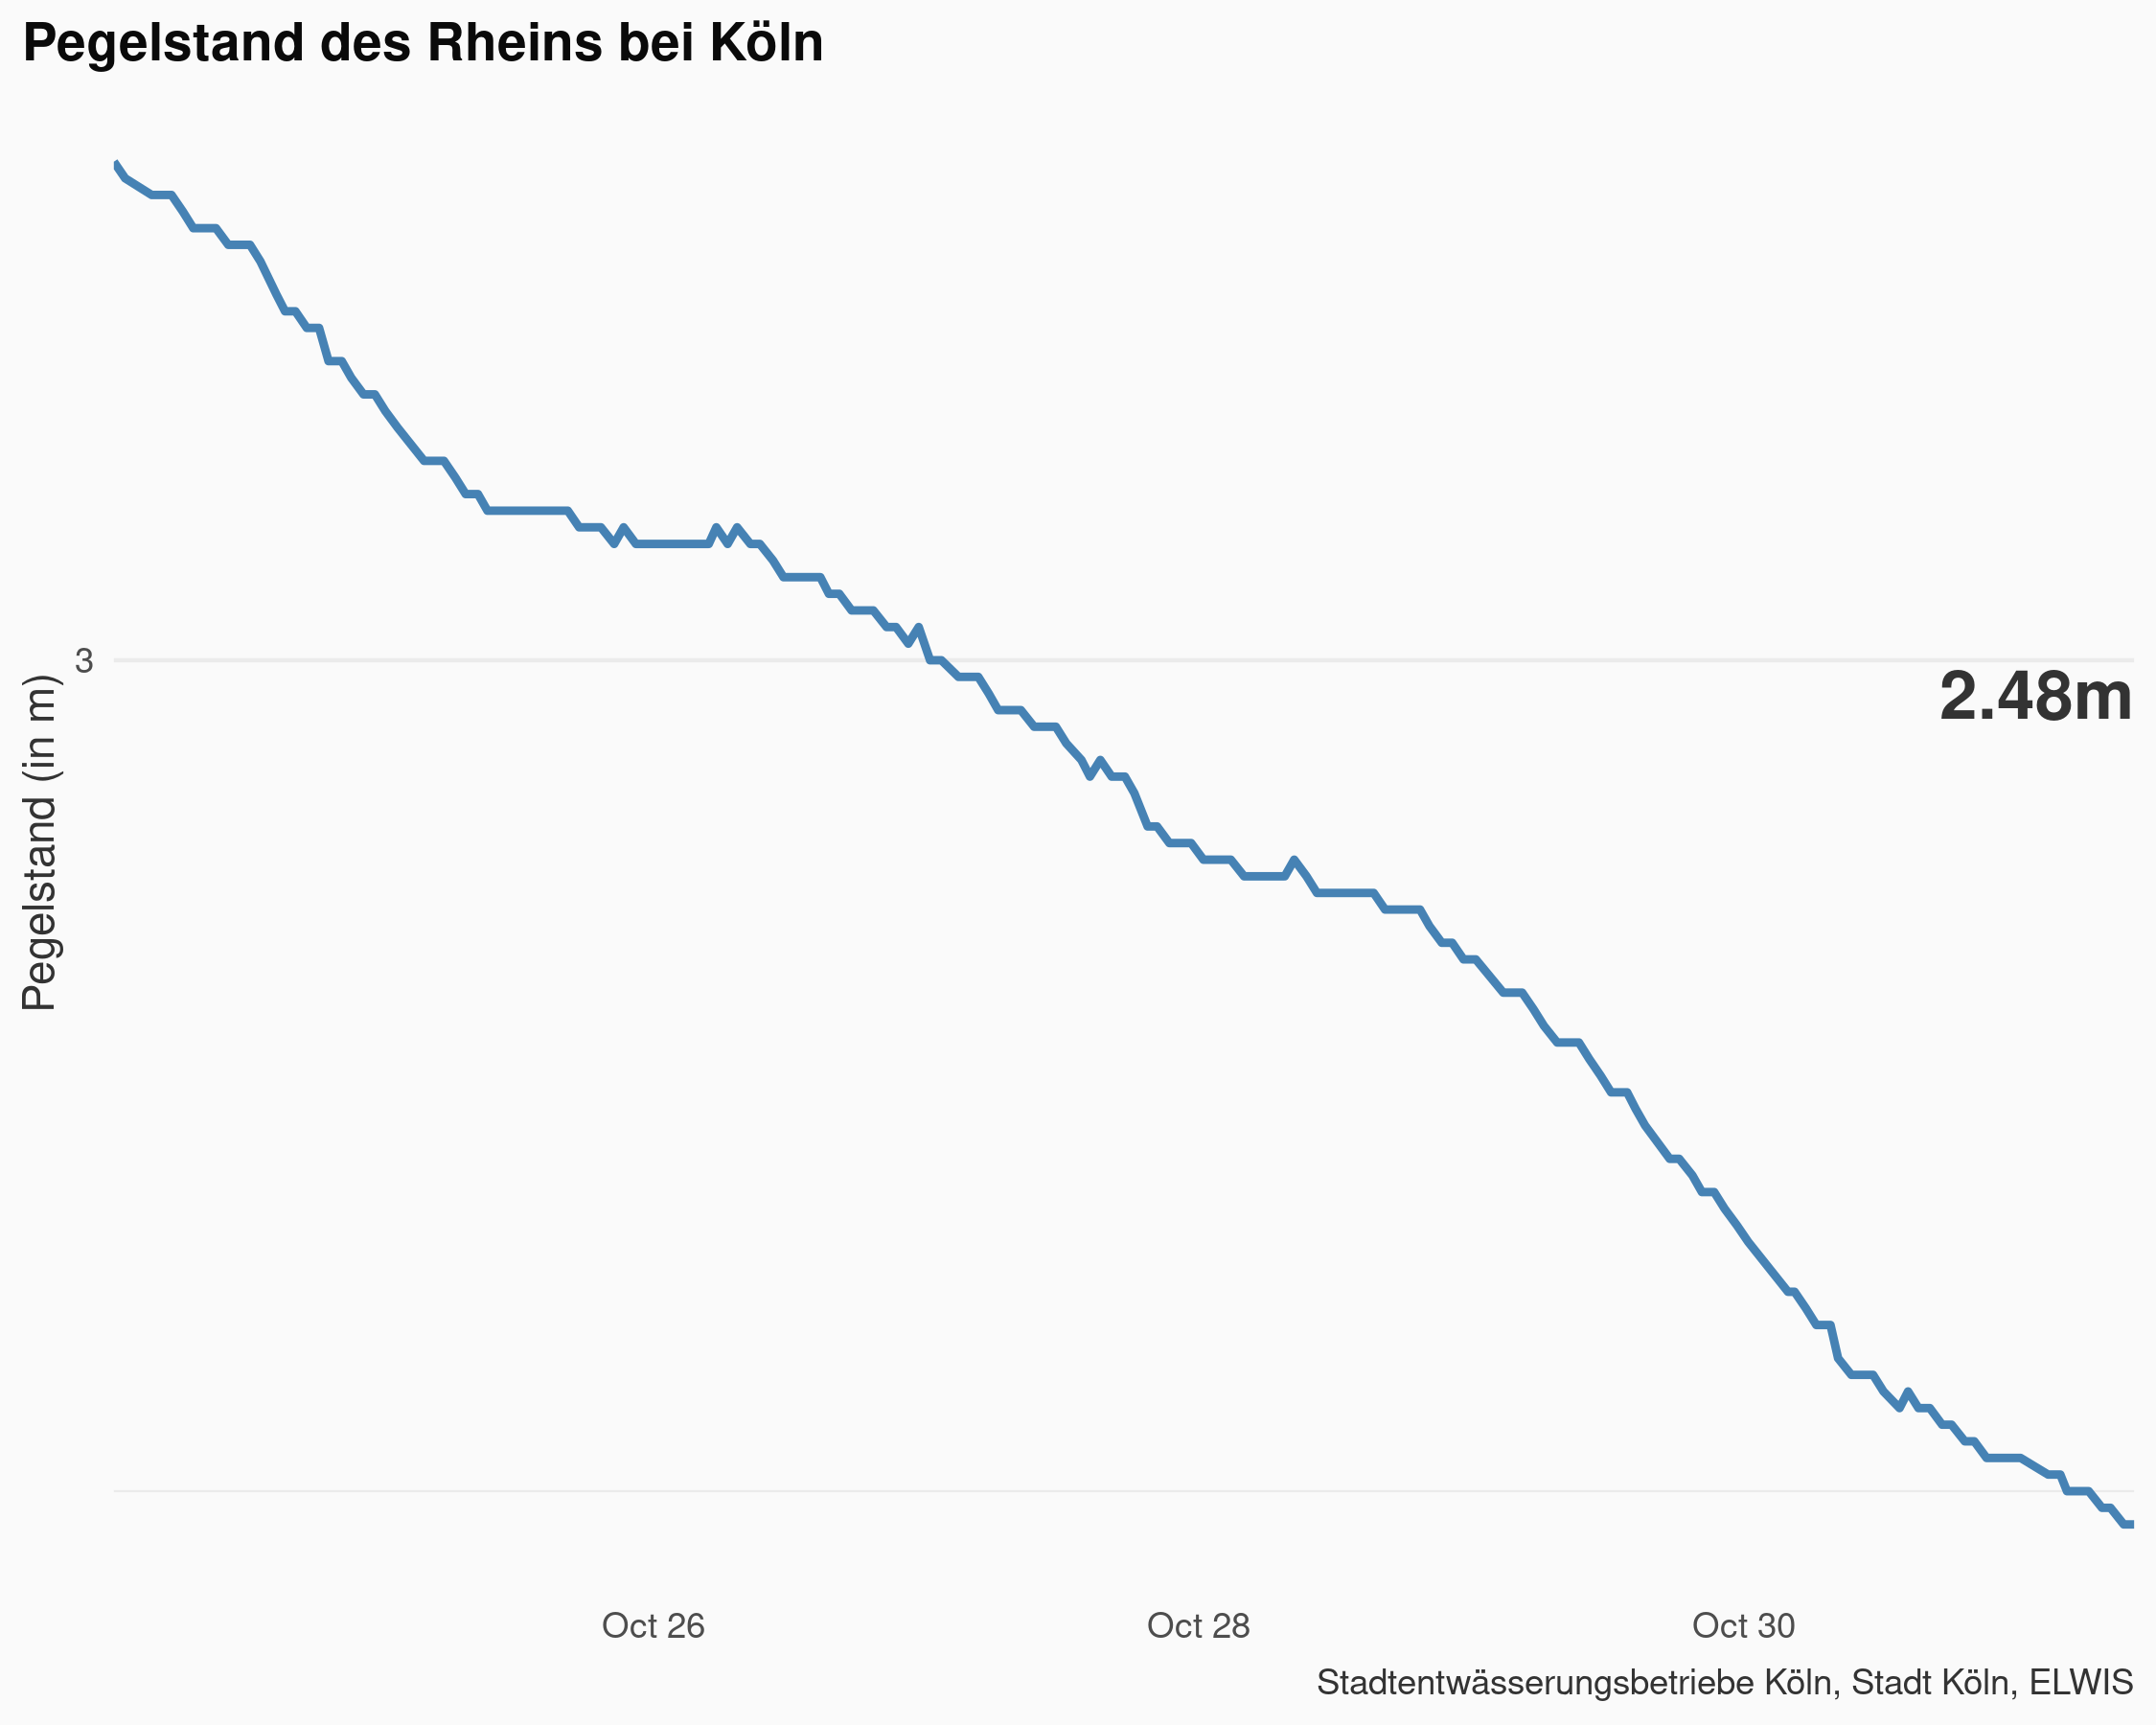 Pegelstand des Rheins bei Köln
Pegelstand (in m)
3
2.48m
Oct 26
Oct 28
Oct 30
Stadtentwässerungsbetriebe Köln, Stadt Köln, ELWIS